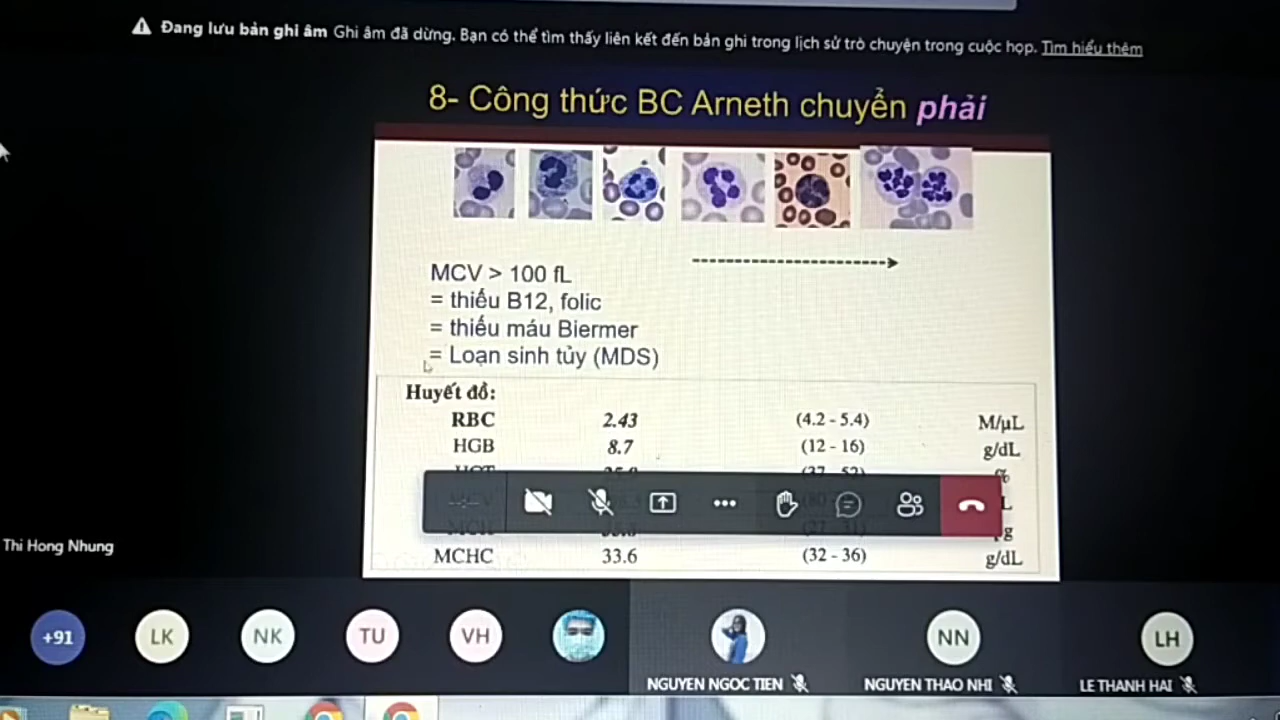 Đang lưu bản ghi âm Ghi âm đã dừng. Bạn có thể tìm thấy liên kết đến bản ghi trong lịch sử trò chuyện trong cuộc họp. Tìm hiểu thêm
8- Công thức BC Arneth chuyển phải
MCV > 100 fL
= thiếu B12, folic
= thiếu máu Biermer
= Loạn sinh tủy (MDS)
Huyết đồ:
RBC 2.43 (4.2 - 5.4) M/µL
HGB 8.7 (12 - 16) g/dL
%
MCHC 33.6 (32 - 36) g/dL
Thi Hong Nhung
+91 LK NK TU VH NN LH
NGUYEN NGOC TIEN NGUYEN THAO NHI LE THANH HAI